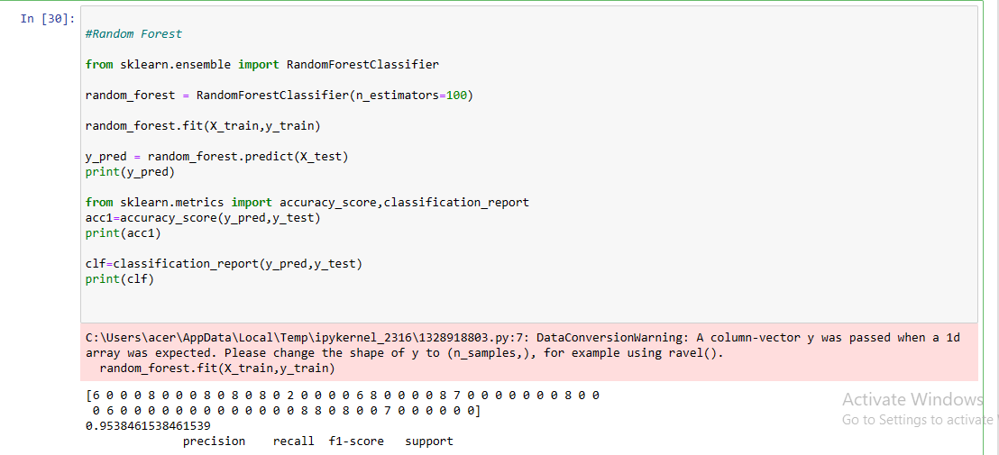 In [30]:
#Random Forest
from sklearn.ensemble import RandomForestClassifier
random_forest = RandomForestClassifier(n_estimators=100)
random_forest.fit(X_train,y_train)
y_pred = random_forest.predict(X_test)
print(y_pred)
from sklearn.metrics import accuracy_score,classification_report
acc1=accuracy_score(y_pred,y_test)
print(acc1)
clf=classification_report(y_pred,y_test)
print(clf)
C:\Users\acer\AppData\Local\Temp\ipykernel_2316\1328918803.py:7: DataConversionWarning: A column-vector y was passed when a 1d
array was expected. Please change the shape of y to (n_samples,), for example using ravel().
random_forest.fit(X_train,y_train)
[6 0 0 0 8 0 0 0 8 0 8 0 8 0 2 0 0 0 0 6 8 0 0 0 0 8 7 0 0 0 0 0 0 0 8 0 0
0 6 0 0 0 0 0 0 0 0 0 0 0 0 0 8 8 0 8 0 0 7 0 0 0 0 0 0]
0.9538461538461539
precision recall f1-score support
Activate Windows
Go to Settings to activate